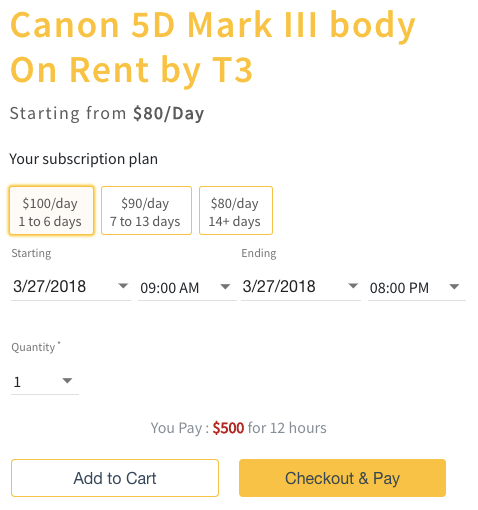 Canon 5D Mark III body
On Rent by T3
Starting from $80/Day
Your subscription plan
$100/day
1 to 6 days
$90/day
7 to 13 days
$80/day
14+ days
Starting
Ending
3/27/2018 09:00 AM 3/27/2018 08:00 PM
Quantity*
1
You Pay : $500 for 12 hours
Add to Cart
Checkout & Pay